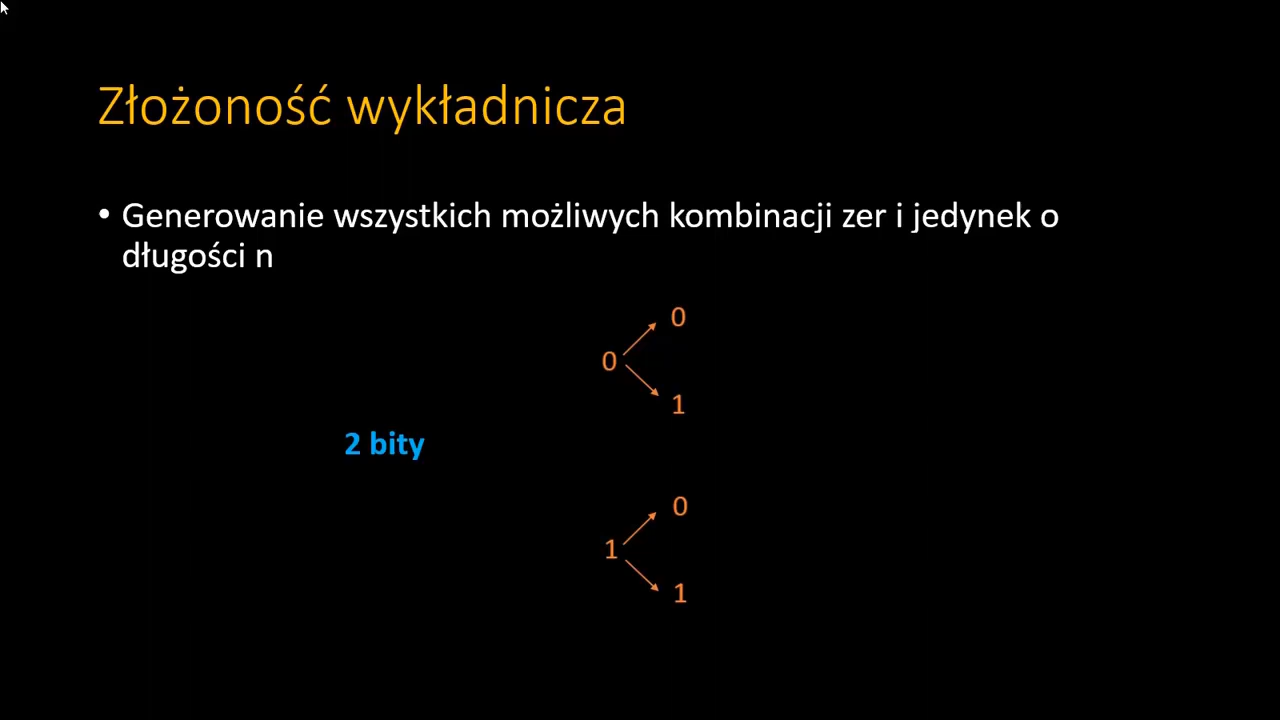 Złożoność wykładnicza
• Generowanie wszystkich możliwych kombinacji zer i jedynek o
długości n
0
0
1
2 bity
0
1
1